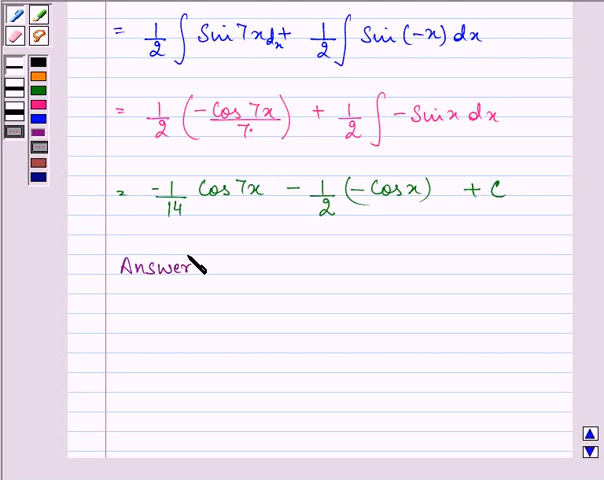 = 1/2 ∫ Sin 7x dx + 1/2 ∫ Sin (-x) dx
= 1/2 (-Cos 7x / 7) + 1/2 ∫ - Sin x dx
= -1/14 Cos 7x - 1/2 (- Cos x) + C
Answer